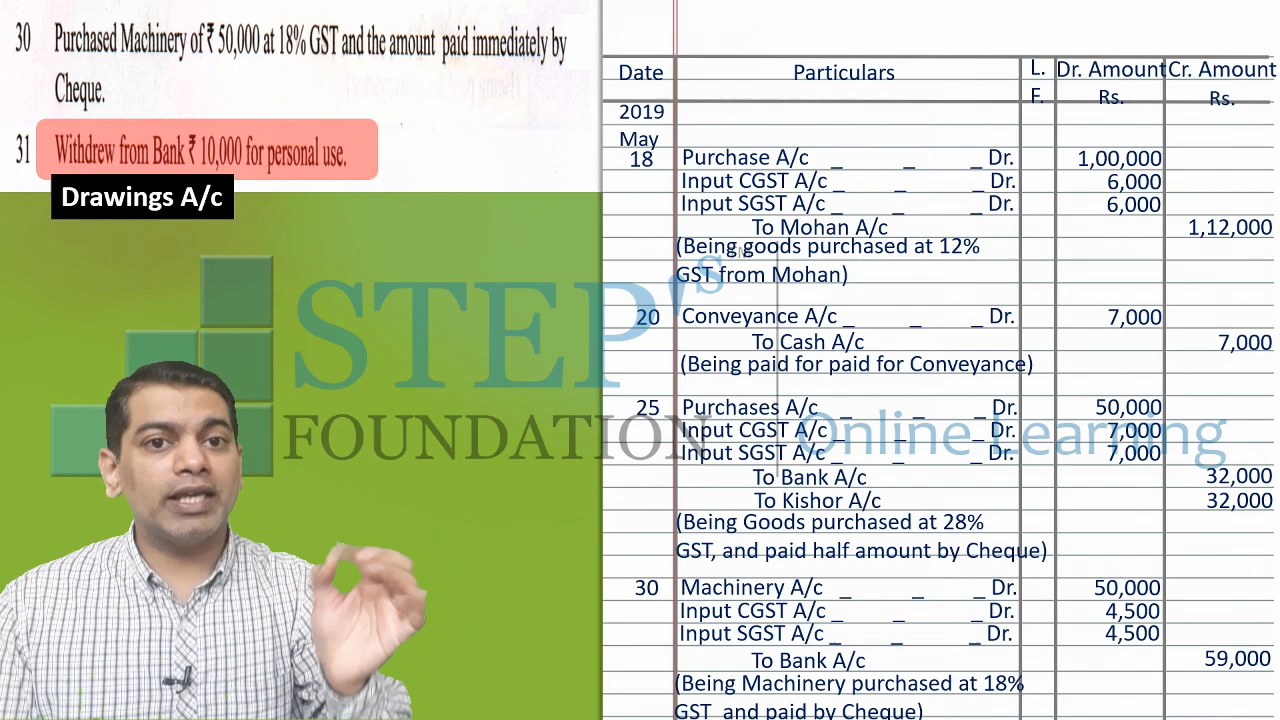 30 Purchased Machinery of ₹ 50,000 at 18% GST and the amount paid immediately by
Cheque.
31 Withdrew from Bank ₹ 10,000 for personal use.
Drawings A/c
STEP's
FOUNDATION
Online Learning
Date Particulars L. F. Dr. Amount Rs. Cr. Amount Rs.
2019
May
18 Purchase A/c _ _ _ Dr. 1,00,000
Input CGST A/c _ _ _ Dr. 6,000
Input SGST A/c _ _ _ Dr. 6,000
To Mohan A/c 1,12,000
(Being goods purchased at 12%
GST from Mohan)
20 Conveyance A/c _ _ _ Dr. 7,000
To Cash A/c 7,000
(Being paid for paid for Conveyance)
25 Purchases A/c _ _ _ Dr. 50,000
Input CGST A/c _ _ _ Dr. 7,000
Input SGST A/c _ _ _ Dr. 7,000
To Bank A/c 32,000
To Kishor A/c 32,000
(Being Goods purchased at 28%
GST, and paid half amount by Cheque)
30 Machinery A/c _ _ _ Dr. 50,000
Input CGST A/c _ _ _ Dr. 4,500
Input SGST A/c _ _ _ Dr. 4,500
To Bank A/c 59,000
(Being Machinery purchased at 18%
GST and paid by Cheque)